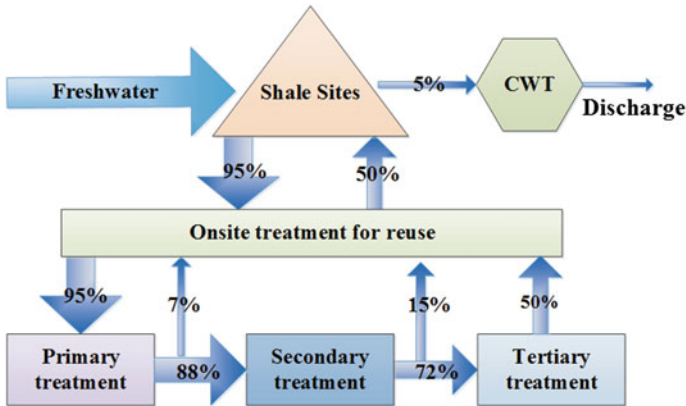 Freshwater
Shale Sites
5%
CWT
Discharge
95%
50%
Onsite treatment for reuse
95%
7%
15%
50%
Primary
treatment
88%
Secondary
treatment
72%
Tertiary
treatment